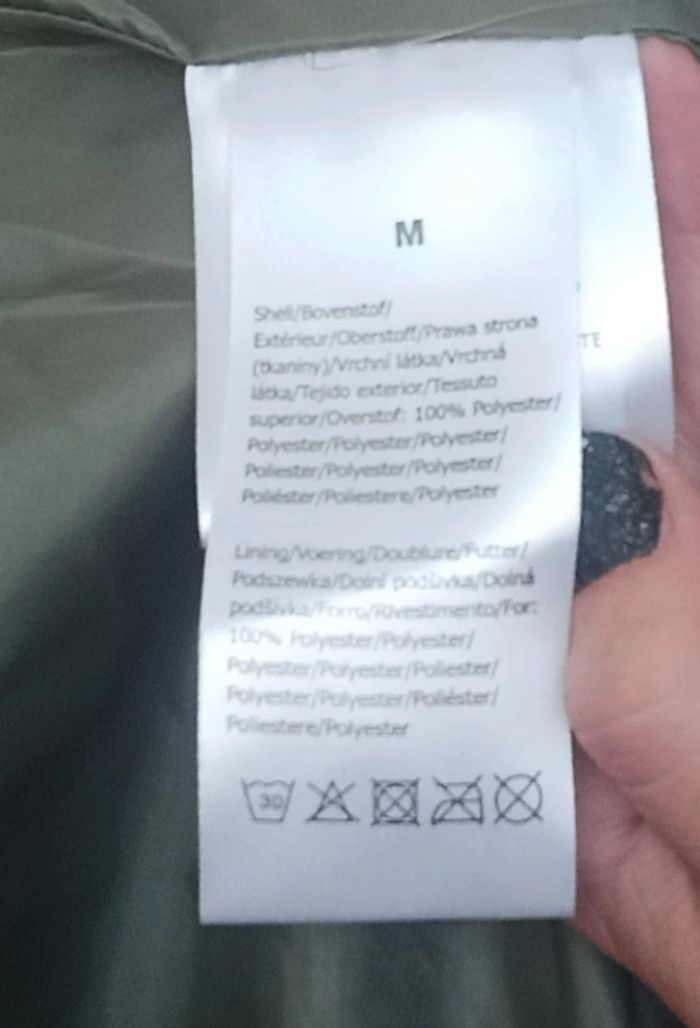 M
Shell/Bovenstof/
Extérieur/Oberstoff/Prawa strona
(tkaniny)/Vrchní látka/Vrchná
látka/Tejido exterior/Tessuto
superior/Overstof: 100% Polyester/
Polyester/Polyester/Polyester/
Poliester/Polyester/Polyester/
Poliéster/Poliestere/Polyester
Lining/Voering/Doublure/Futter/
Podszewka/Dolní podšívka/Dolná
podšívka/Forro/Rivestimento/For:
100% Polyester/Polyester/
Polyester/Polyester/Poliester/
Polyester/Polyester/Poliéster/
Poliestere/Polyester
30
TE